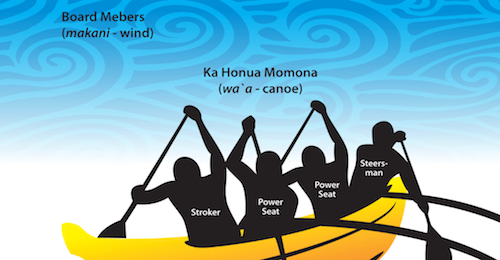 Board Mebers
(makani - wind)
Ka Honua Momona
(wa`a - canoe)
Stroker
Power
Seat
Power
Seat
Steers-
man